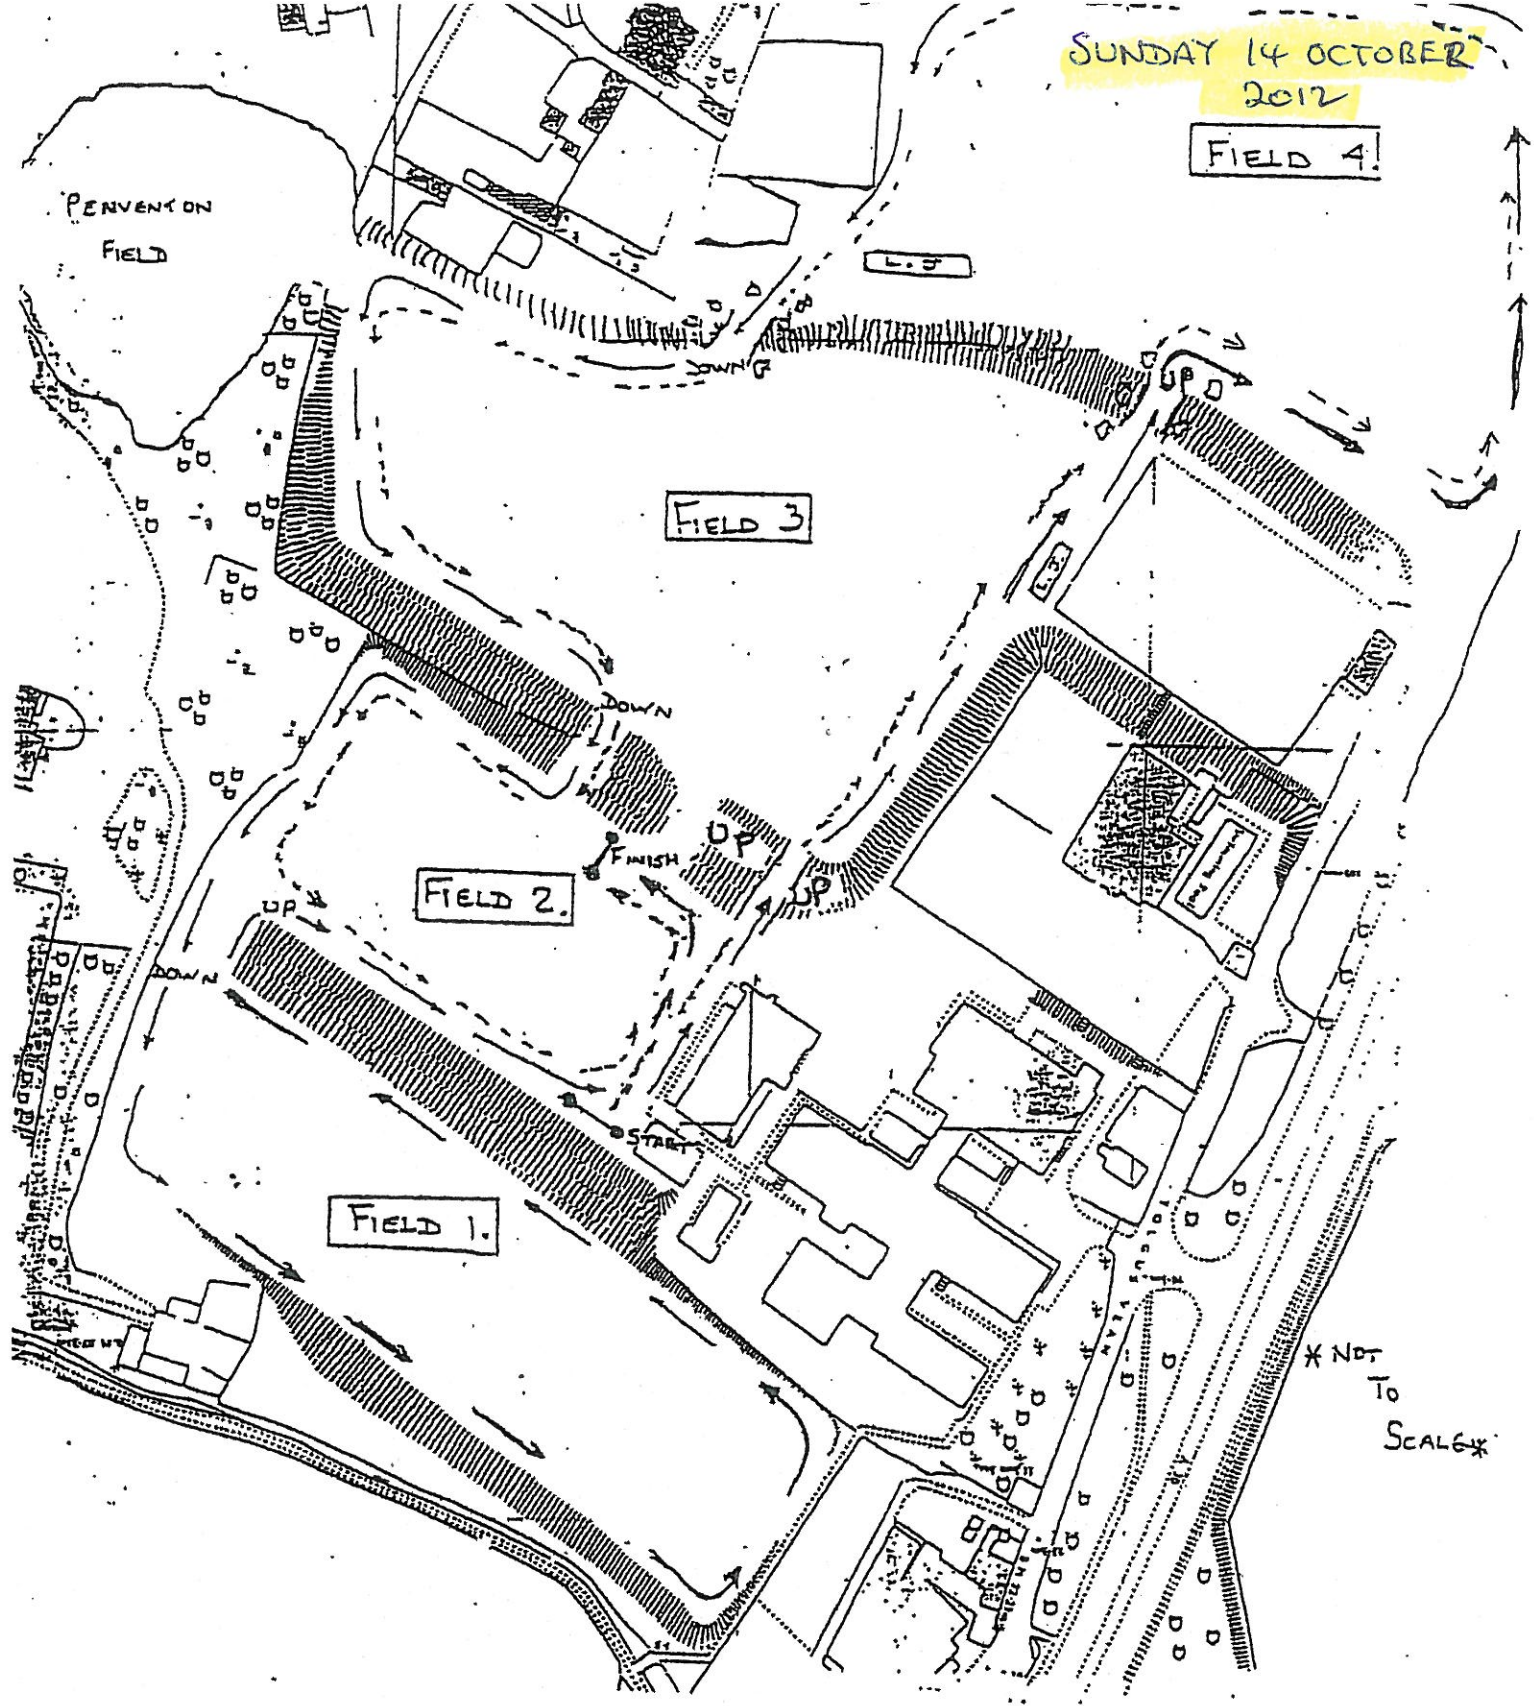 SUNDAY 14 OCTOBER
2012
FIELD 4.
PENVENTON
FIELD
L.J
DOWN
UP
FIELD 3
L.J.
DOWN
UP
UP
FINISH
FIELD 2.
UP
DOWN
START
FIELD 1.
* NOT
TO
SCALE *